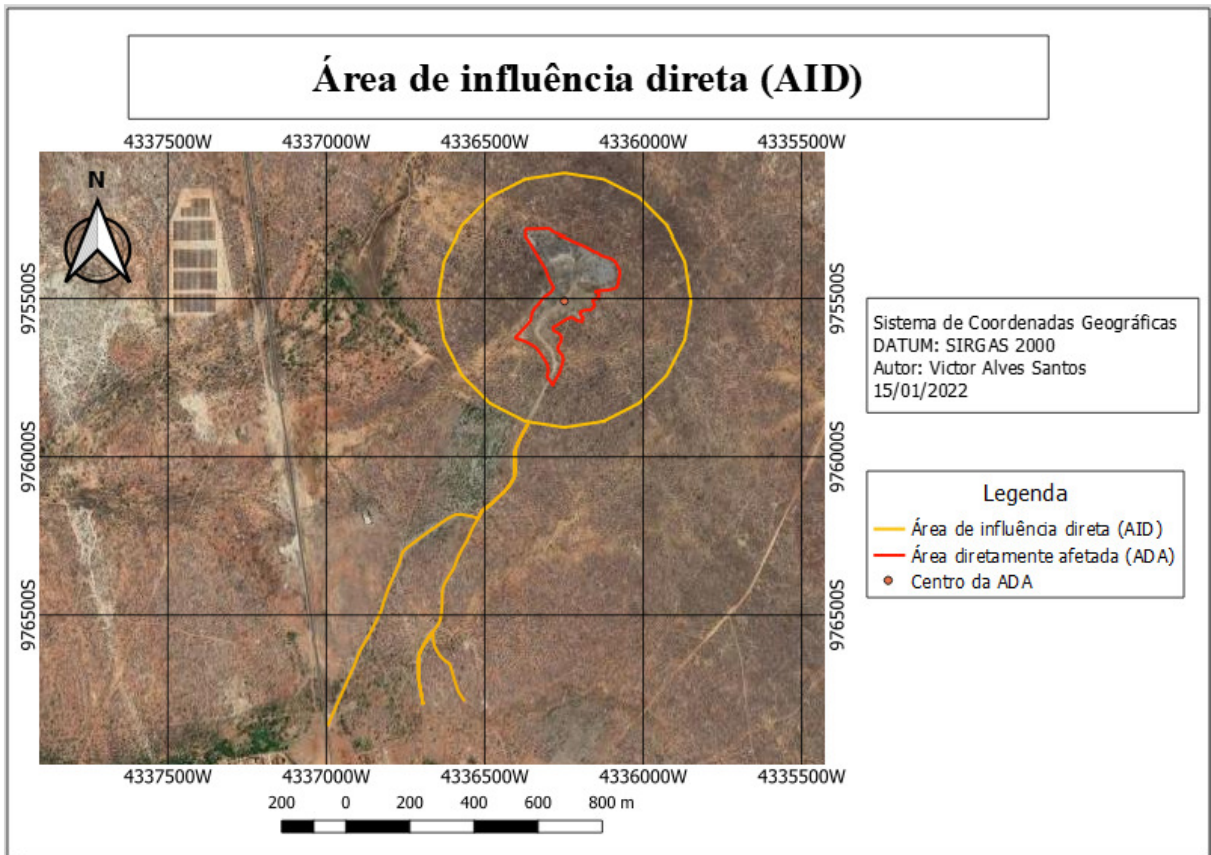 Área de influência direta (AID)
4337500W 4337000W 4336500W 4336000W 4335500W
N
975500S 975500S
976000S 976000S
976500S 976500S
4337500W 4337000W 4336500W 4336000W 4335500W
200 0 200 400 600 800 m
Sistema de Coordenadas Geográficas
DATUM: SIRGAS 2000
Autor: Victor Alves Santos
15/01/2022
Legenda
Área de influência direta (AID)
Área diretamente afetada (ADA)
Centro da ADA